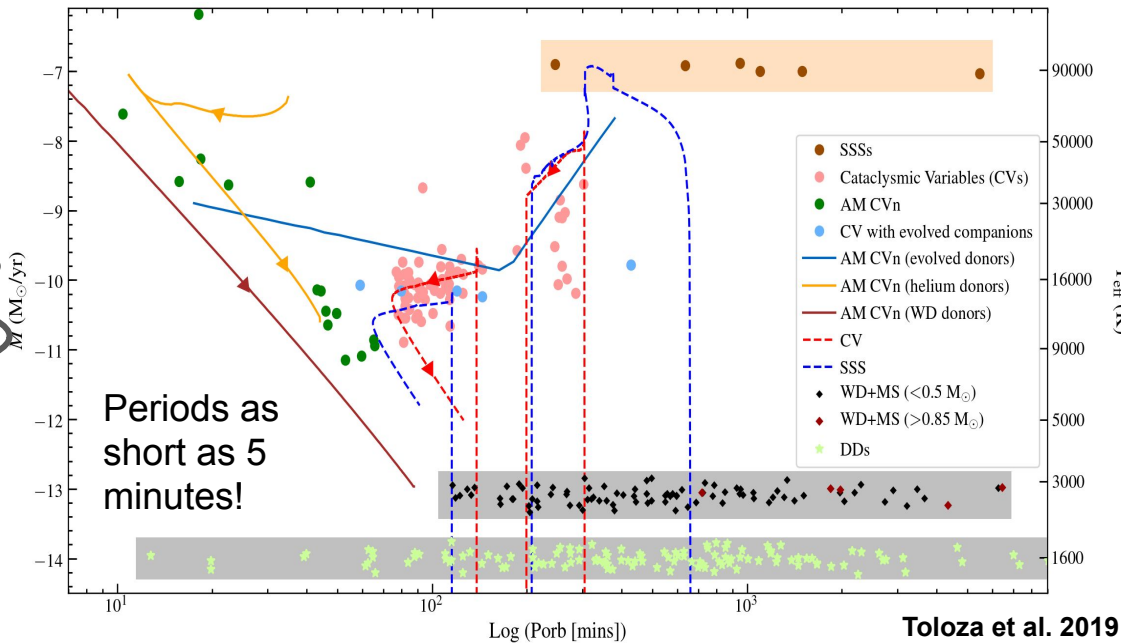 −7
−8
−9
−10
−11
−12
−13
−14
Ṁ (M⊙/yr)
90000
50000
30000
16000
9000
5000
3000
1600
SSSs
Cataclysmic Variables (CVs)
AM CVn
CV with evolved companions
AM CVn (evolved donors)
AM CVn (helium donors)
AM CVn (WD donors)
CV
SSS
WD+MS (<0.5 M⊙)
WD+MS (>0.85 M⊙)
DDs
Periods as
short as 5
minutes!
10¹
10²
10³
Log (Porb [mins])
Toloza et al. 2019